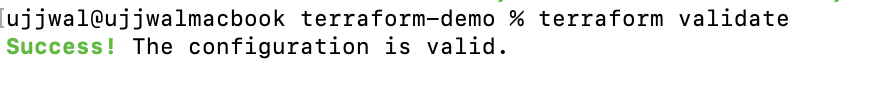 [ujjwal@ujjwalmacbook terraform-demo % terraform validate
Success! The configuration is valid.